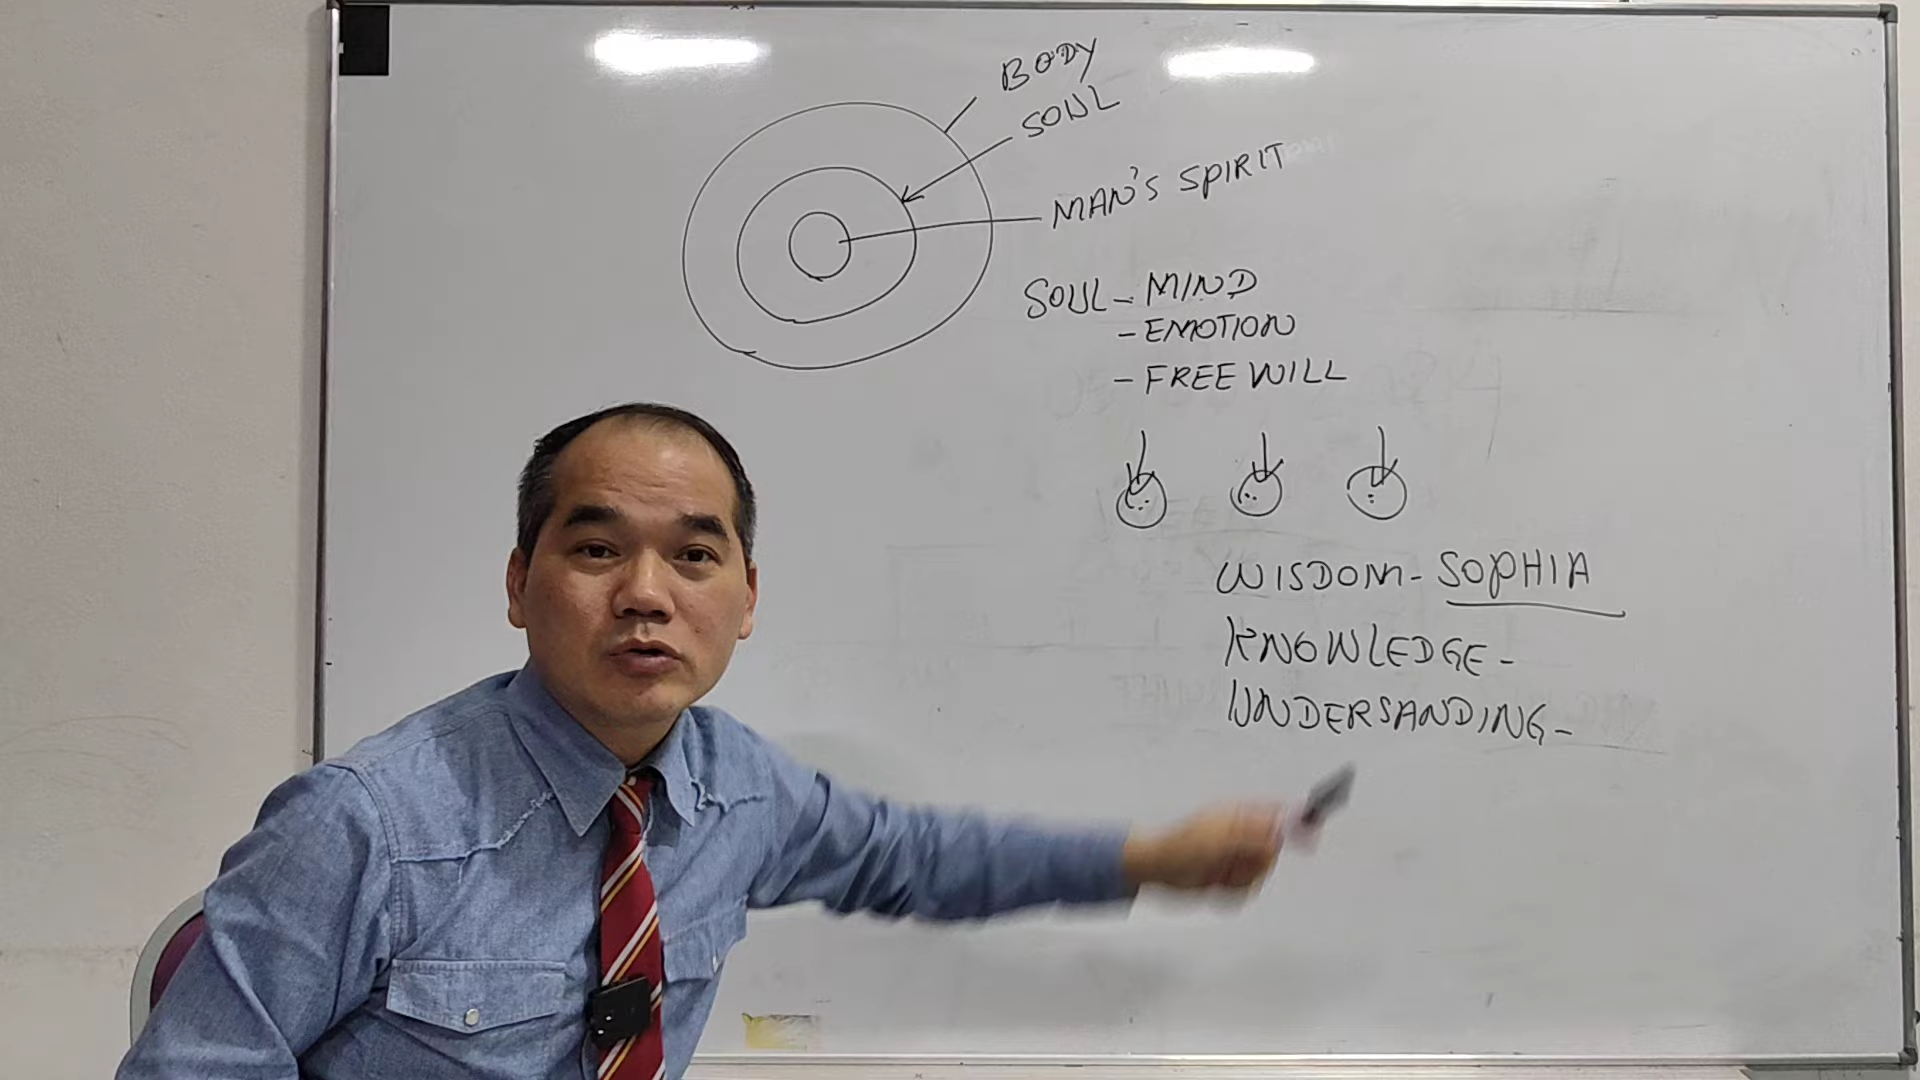 BODY
SOUL
MAN'S SPIRIT
SOUL - MIND
- EMOTION
- FREE WILL
WISDOM - SOPHIA
KNOWLEDGE -
UNDERSANDING -